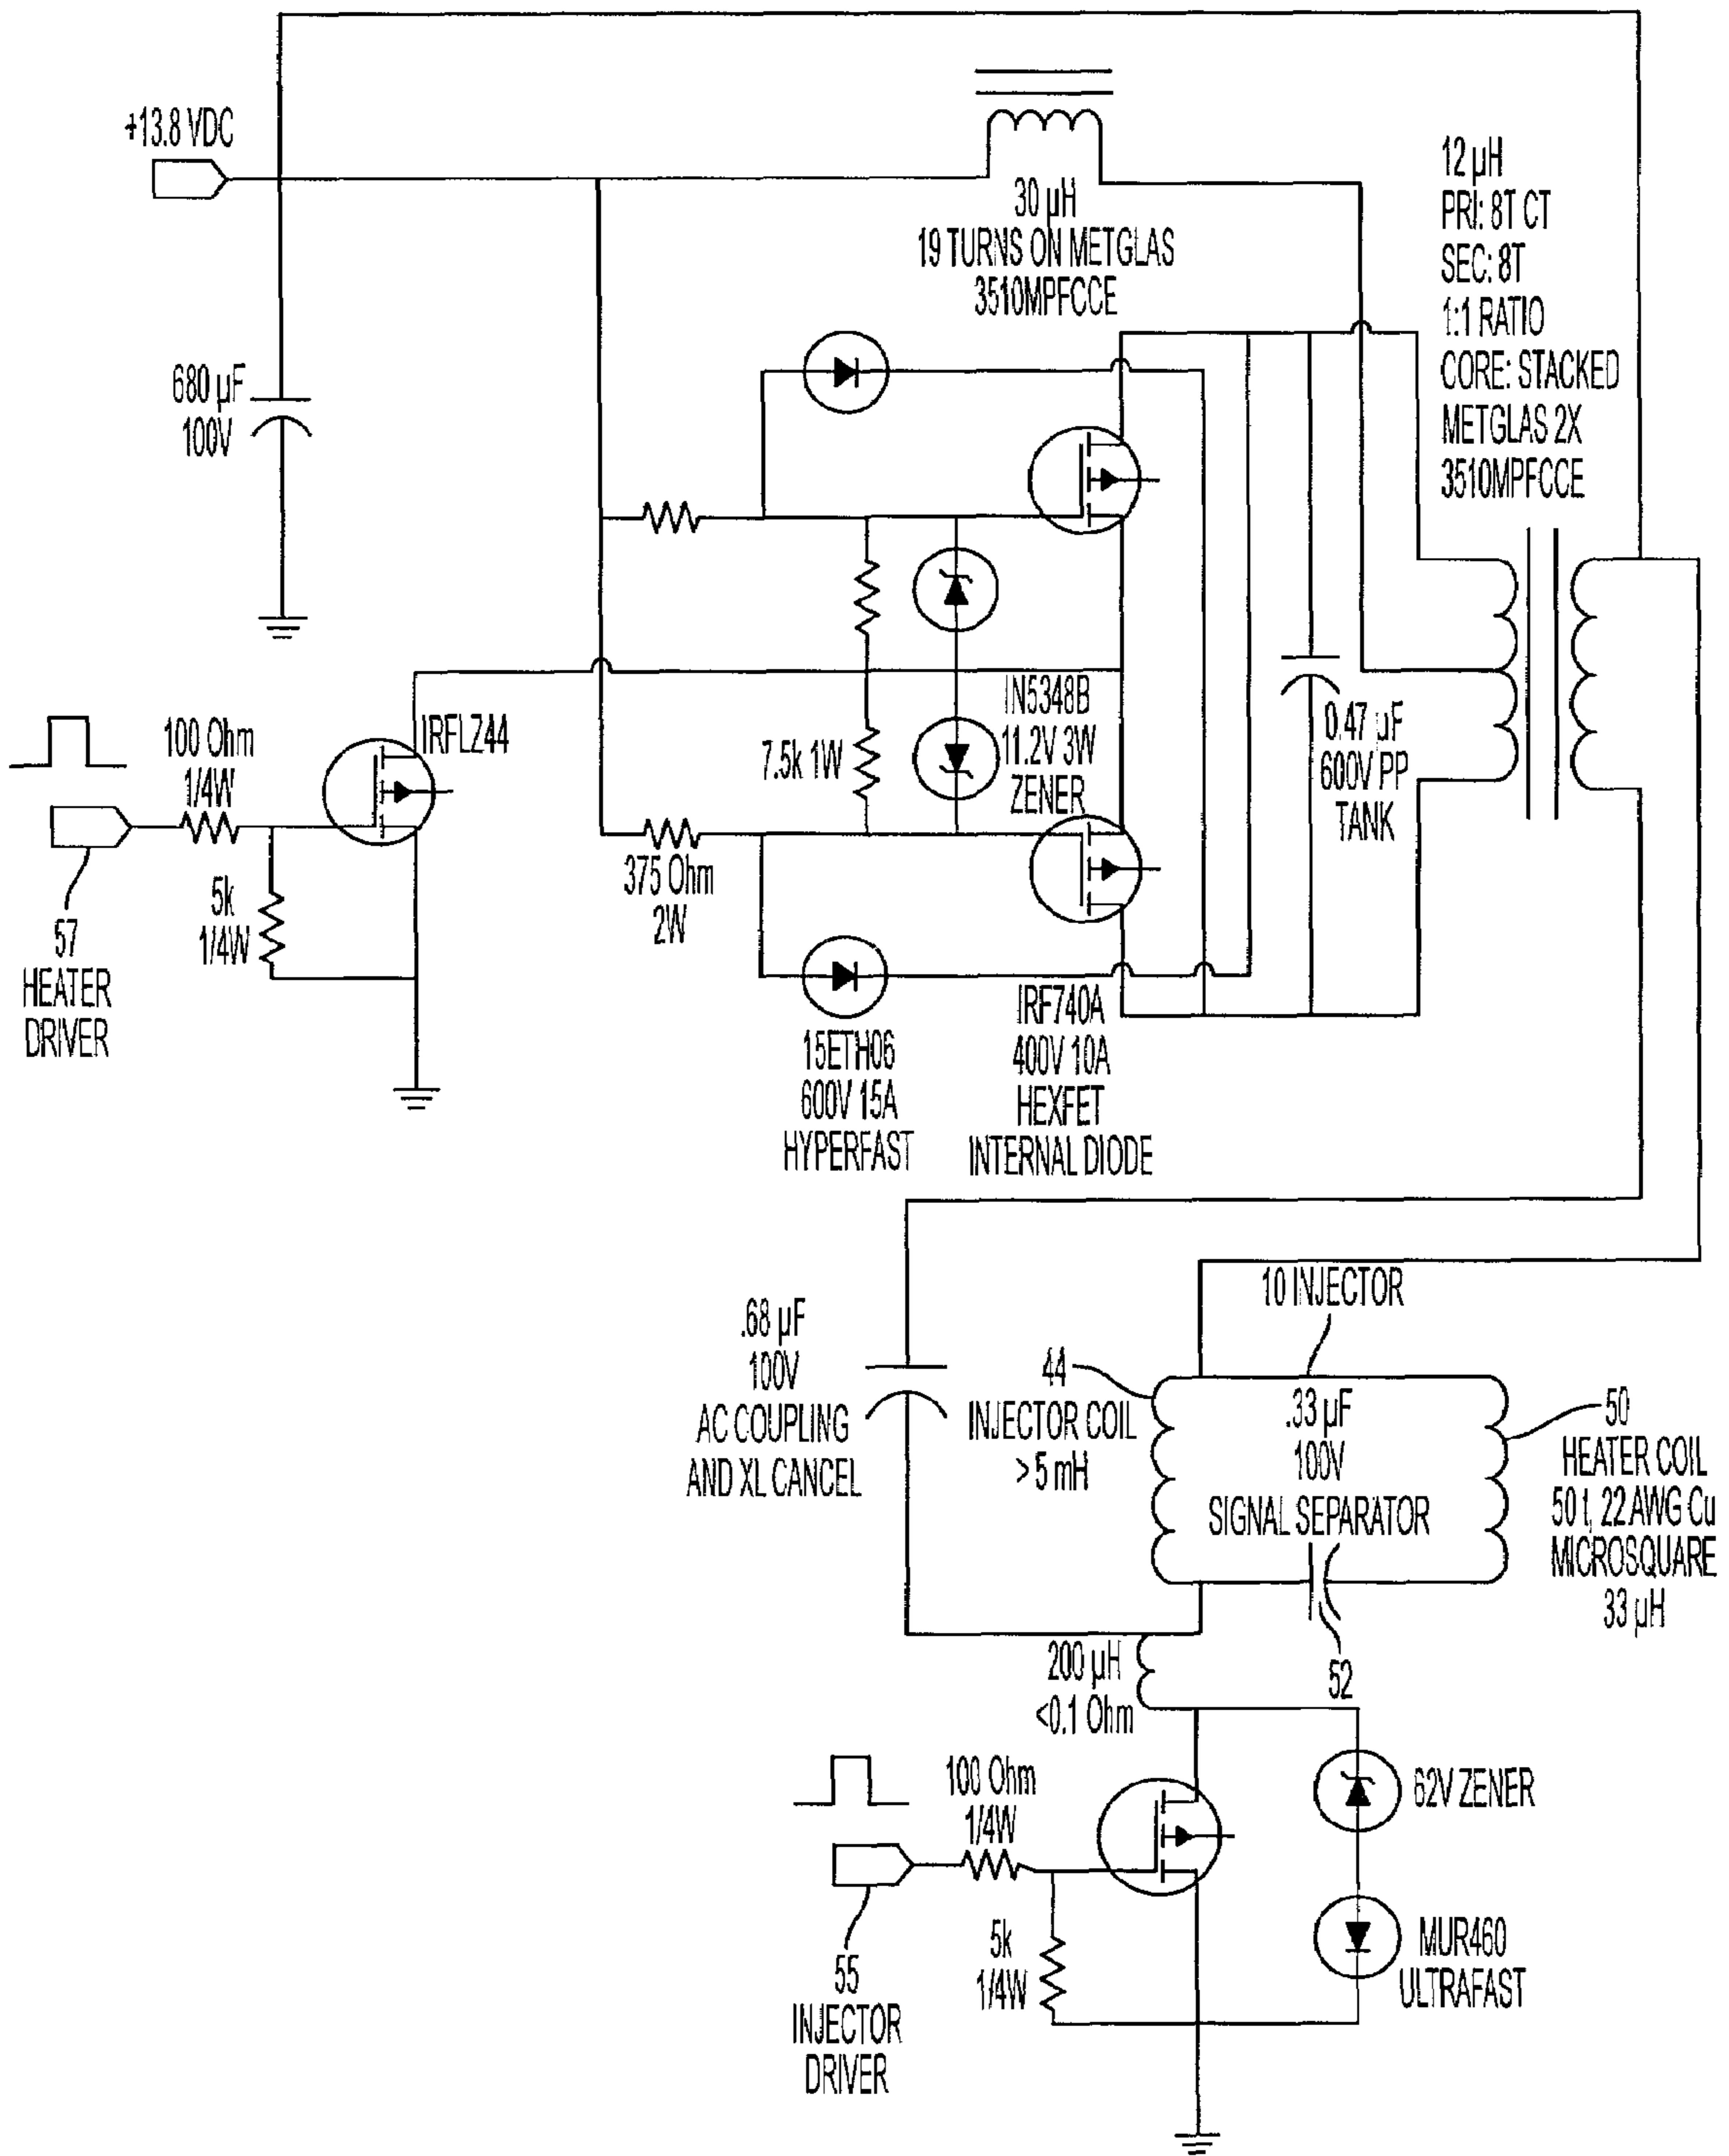 +13.8 VDC
30 µH
19 TURNS ON METGLAS
3510MPFCCE
12 µH
PRI: 8T CT
SEC: 8T
1:1 RATIO
CORE: STACKED
METGLAS 2X
3510MPFCCE
680 µF
100V
100 Ohm
1/4W
IRFLZ44
5k
1/4W
57
HEATER
DRIVER
7.5k 1W
IN5348B
11.2V 3W
ZENER
0.47 µF
600V PP
TANK
375 Ohm
2W
15ETH06
600V 15A
HYPERFAST
IRF740A
400V 10A
HEXFET
INTERNAL DIODE
10 INJECTOR
.68 µF
100V
AC COUPLING
AND XL CANCEL
44
INJECTOR COIL
> 5 mH
.33 µF
100V
SIGNAL SEPARATOR
50
HEATER COIL
50 t, 22 AWG Cu
MICROSQUARE
33 µH
52
200 µH
<0.1 Ohm
100 Ohm
1/4W
62V ZENER
5k
1/4W
MUR460
ULTRAFAST
55
INJECTOR
DRIVER